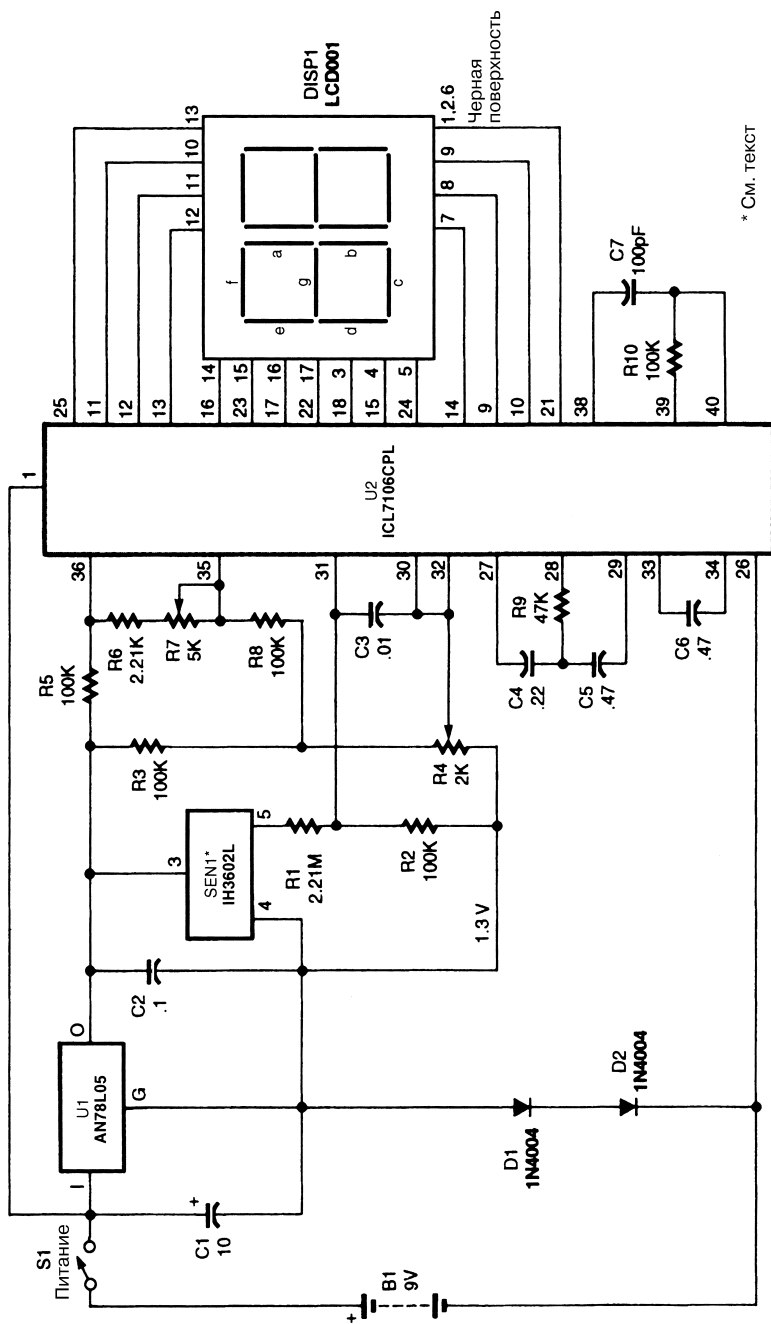 S1
Питание
+
B1
9V
I
U1
AN78L05
O
G
+
C1
10
C2
.1
D1
1N4004
D2
1N4004
3
SEN1*
IH3602L
4
5
R1
2.21M
R2
100K
1.3 V
R3
100K
R4
2K
R5
100K
R6
2.21K
R7
5K
R8
100K
C3
.01
C4
.22
C5
.47
R9
47K
C6
.47
1
36
35
31
30
32
27
28
29
33
34
26
U2
ICL7106CPL
25
11
12
13
16
23
17
22
18
15
24
14
9
10
21
38
39
40
14
15
16
17
3
4
5
13
10
11
12
DISP1
LCD001
f
a
g
b
e
d
c
7
8
9
1.2.6
Черная
поверхность
R10
100K
C7
100pF
* См. текст